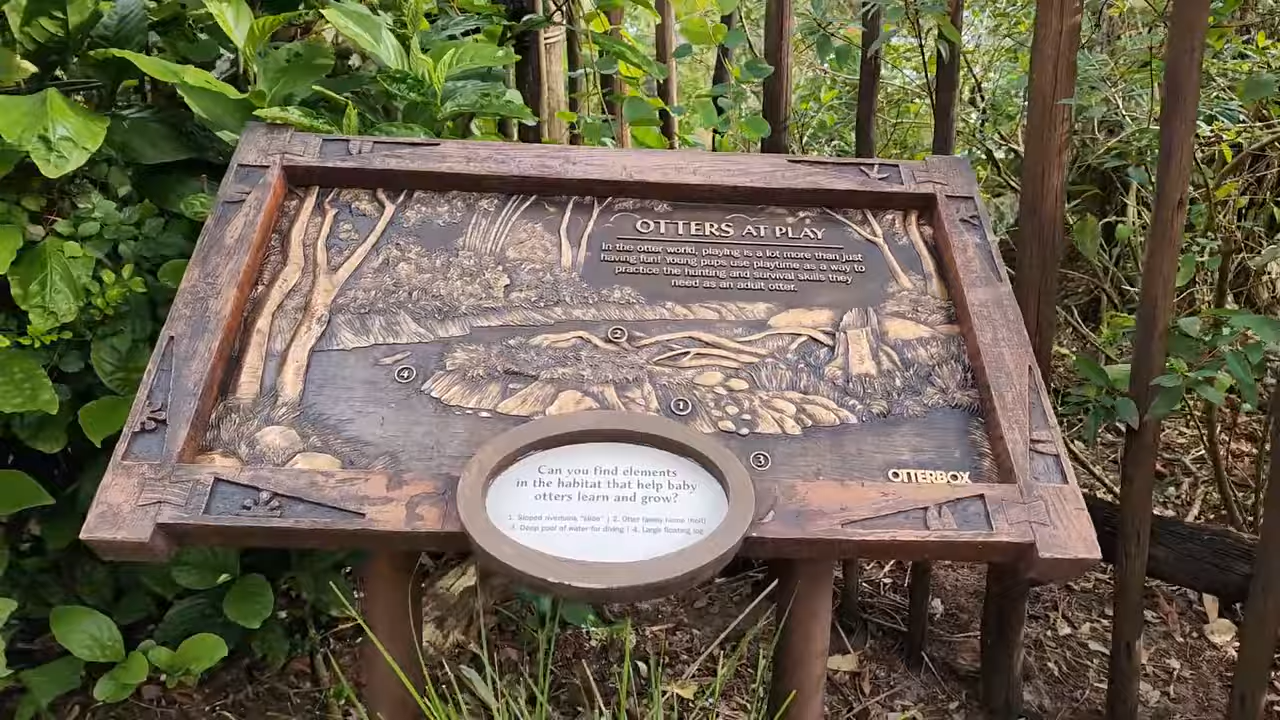 OTTERS AT PLAY
In the otter world, playing is a lot more than just
having fun! Young pups use playtime as a way to
practice the hunting and survival skills they
need as an adult otter.
2
4
1
3
OTTERBOX
Can you find elements
in the habitat that help baby
otters learn and grow?
1. Sloped riverbank "slide" | 2. Otter family home (holt)
3. Deep pool of water for diving | 4. Large floating log